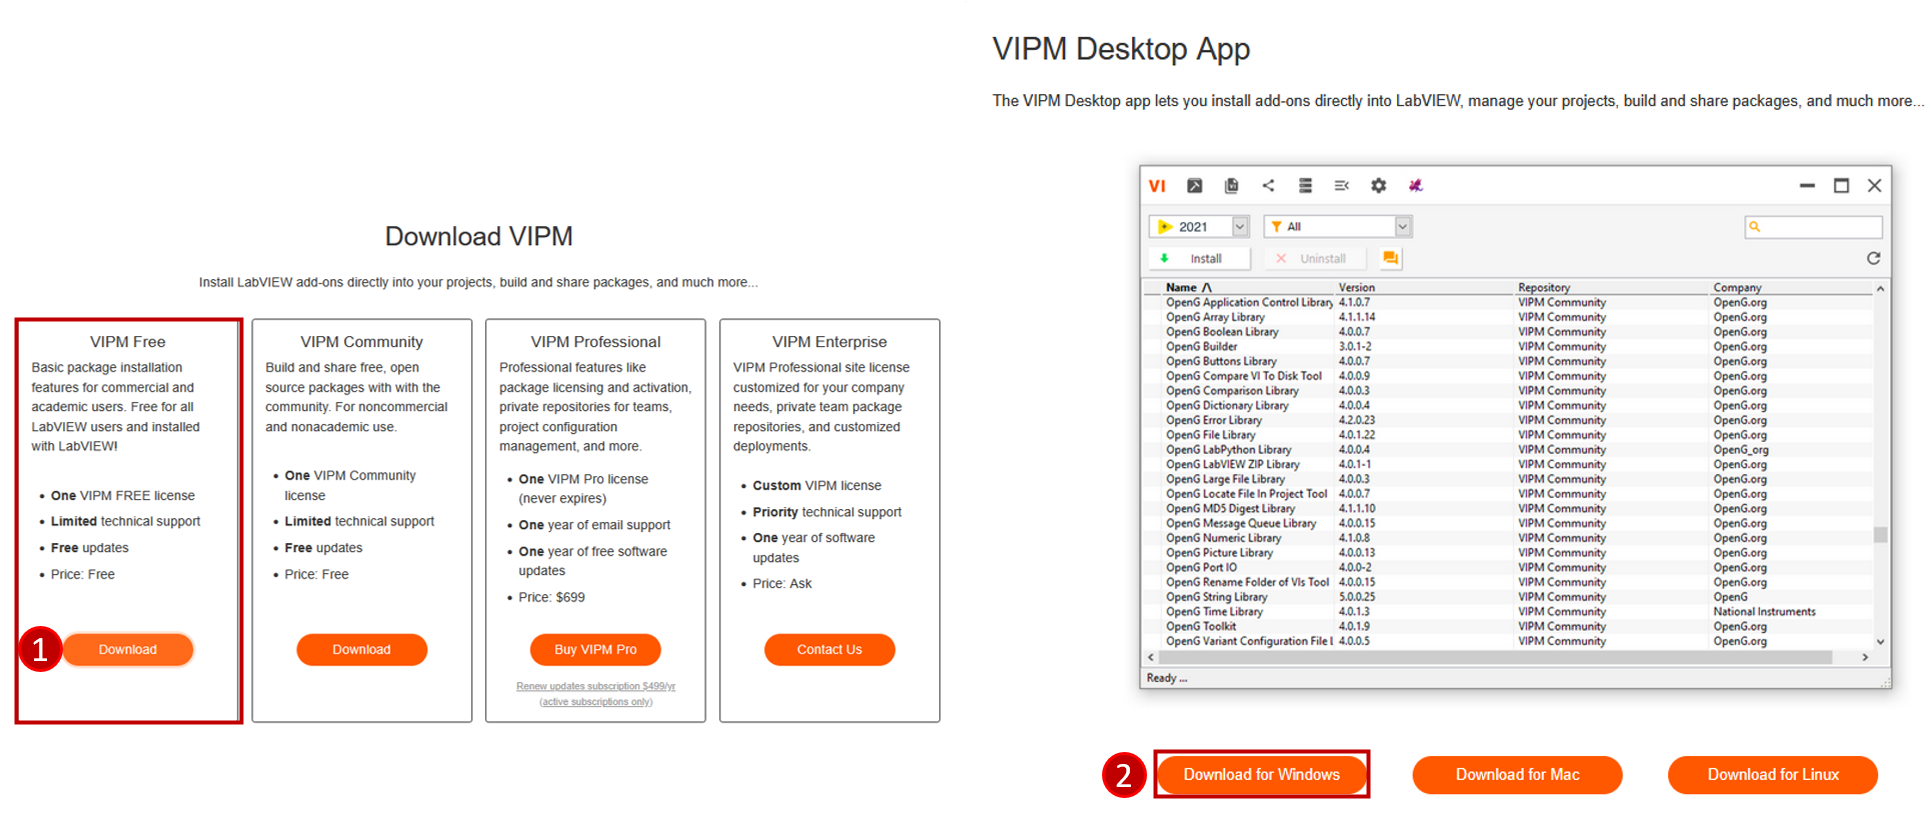 Download VIPM
Install LabVIEW add-ons directly into your projects, build and share packages, and much more...
VIPM Free
Basic package installation
features for commercial and
academic users. Free for all
LabVIEW users and installed
with LabVIEW!
One VIPM FREE license
Limited technical support
Free updates
Price: Free
1
Download
VIPM Community
Build and share free, open
source packages with with the
community. For noncommercial
and nonacademic use.
One VIPM Community
license
Limited technical support
Free updates
Price: Free
Download
VIPM Professional
Professional features like
package licensing and activation,
private repositories for teams,
project configuration
management, and more.
One VIPM Pro license
(never expires)
One year of email support
One year of free software
updates
Price: $699
Buy VIPM Pro
Renew updates subscription $499/yr
(active subscriptions only)
VIPM Enterprise
VIPM Professional site license
customized for your company
needs, private team package
repositories, and customized
deployments.
Custom VIPM license
Priority technical support
One year of software
updates
Price: Ask
Contact Us
VIPM Desktop App
The VIPM Desktop app lets you install add-ons directly into LabVIEW, manage your projects, build and share packages, and much more...
VI
2021 All
Install Uninstall
Name /\ Version Repository Company
OpenG Application Control Library 4.1.0.7 VIPM Community OpenG.org
OpenG Array Library 4.1.1.14 VIPM Community OpenG.org
OpenG Boolean Library 4.0.0.7 VIPM Community OpenG.org
OpenG Builder 3.0.1-2 VIPM Community OpenG.org
OpenG Buttons Library 4.0.0.7 VIPM Community OpenG.org
OpenG Compare VI To Disk Tool 4.0.0.9 VIPM Community OpenG.org
OpenG Comparison Library 4.0.0.3 VIPM Community OpenG.org
OpenG Dictionary Library 4.0.0.4 VIPM Community OpenG.org
OpenG Error Library 4.2.0.23 VIPM Community OpenG.org
OpenG File Library 4.0.1.22 VIPM Community OpenG.org
OpenG LabPython Library 4.0.0.4 VIPM Community OpenG_org
OpenG LabVIEW ZIP Library 4.0.1-1 VIPM Community OpenG.org
OpenG Large File Library 4.0.0.3 VIPM Community OpenG.org
OpenG Locate File In Project Tool 4.0.0.7 VIPM Community OpenG.org
OpenG MD5 Digest Library 4.1.1.10 VIPM Community OpenG.org
OpenG Message Queue Library 4.0.0.15 VIPM Community OpenG.org
OpenG Numeric Library 4.1.0.8 VIPM Community OpenG.org
OpenG Picture Library 4.0.0.13 VIPM Community OpenG.org
OpenG Port IO 4.0.0-2 VIPM Community OpenG.org
OpenG Rename Folder of VIs Tool 4.0.0.15 VIPM Community OpenG.org
OpenG String Library 5.0.0.25 VIPM Community OpenG
OpenG Time Library 4.0.1.3 VIPM Community National Instruments
OpenG Toolkit 4.0.1.9 VIPM Community OpenG.org
OpenG Variant Configuration File L 4.0.0.5 VIPM Community OpenG.org
Ready ...
2
Download for Windows
Download for Mac
Download for Linux